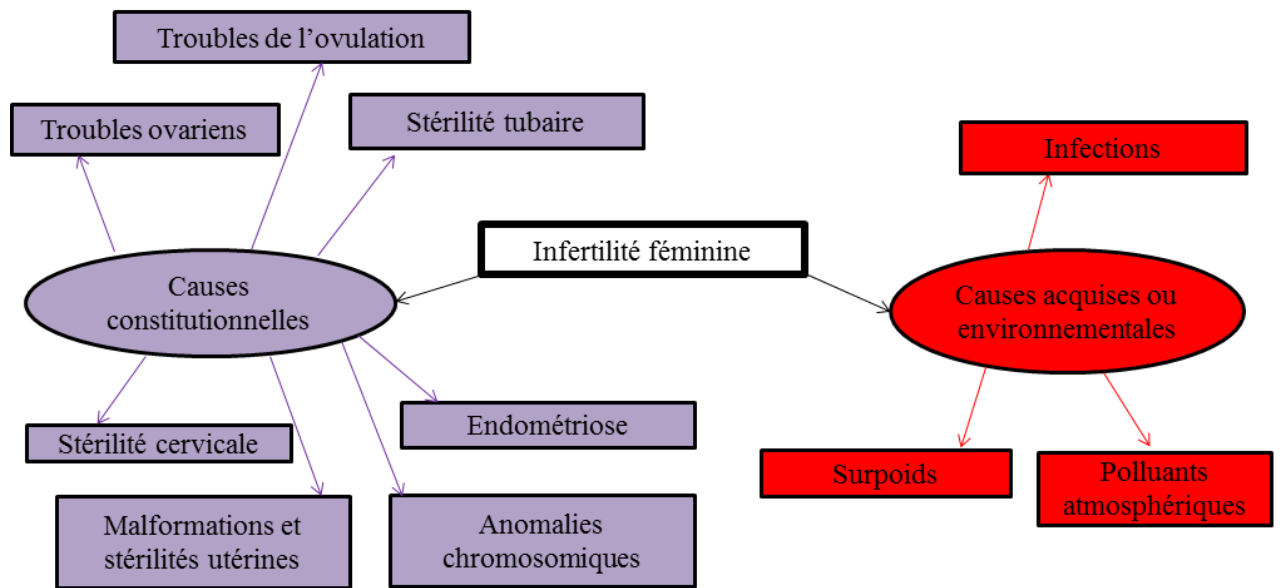 Troubles de l’ovulation
Troubles ovariens
Stérilité tubaire
Infections
Infertilité féminine
Causes
constitutionnelles
Causes acquises ou
environnementales
Stérilité cervicale
Endométriose
Surpoids
Polluants
atmosphériques
Malformations et
stérilités utérines
Anomalies
chromosomiques